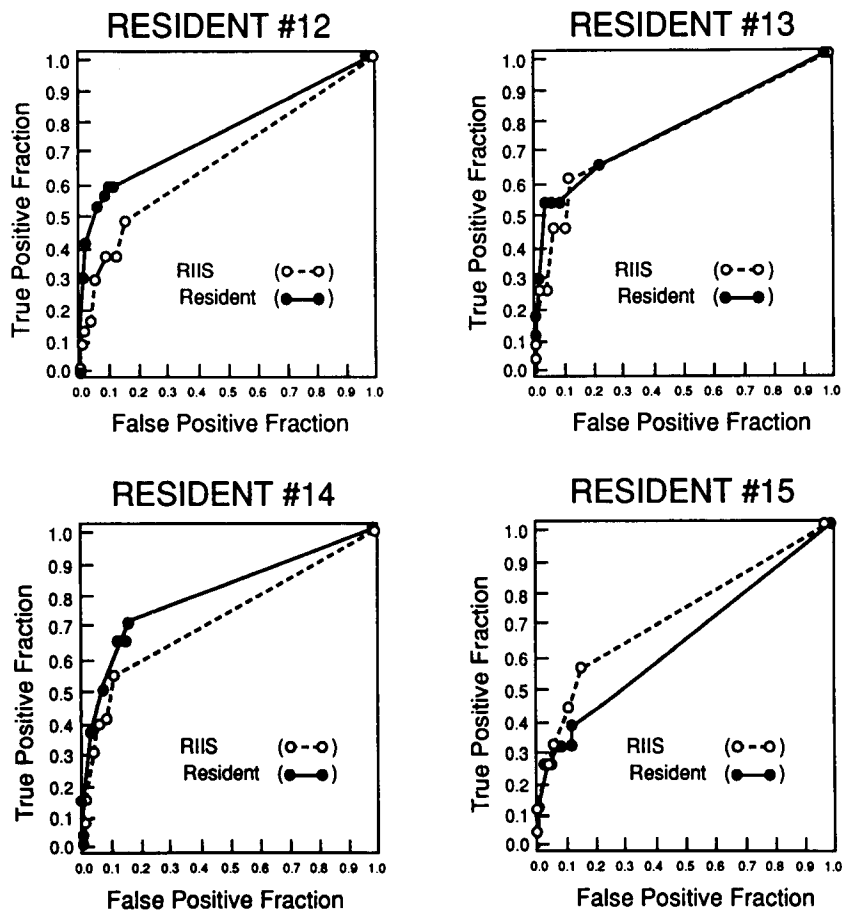 RESIDENT #12
True Positive Fraction
1.0
0.9
0.8
0.7
0.6
0.5
0.4
0.3
0.2
0.1
0.0
RIIS ( )
Resident ( )
0.0 0.1 0.2 0.3 0.4 0.5 0.6 0.7 0.8 0.9 1.0
False Positive Fraction
RESIDENT #13
True Positive Fraction
1.0
0.9
0.8
0.7
0.6
0.5
0.4
0.3
0.2
0.1
0.0
RIIS ( )
Resident ( )
0.0 0.1 0.2 0.3 0.4 0.5 0.6 0.7 0.8 0.9 1.0
False Positive Fraction
RESIDENT #14
True Positive Fraction
1.0
0.9
0.8
0.7
0.6
0.5
0.4
0.3
0.2
0.1
0.0
RIIS ( )
Resident ( )
0.0 0.1 0.2 0.3 0.4 0.5 0.6 0.7 0.8 0.9 1.0
False Positive Fraction
RESIDENT #15
True Positive Fraction
1.0
0.9
0.8
0.7
0.6
0.5
0.4
0.3
0.2
0.1
0.0
RIIS ( )
Resident ( )
0.0 0.1 0.2 0.3 0.4 0.5 0.6 0.7 0.8 0.9 1.0
False Positive Fraction